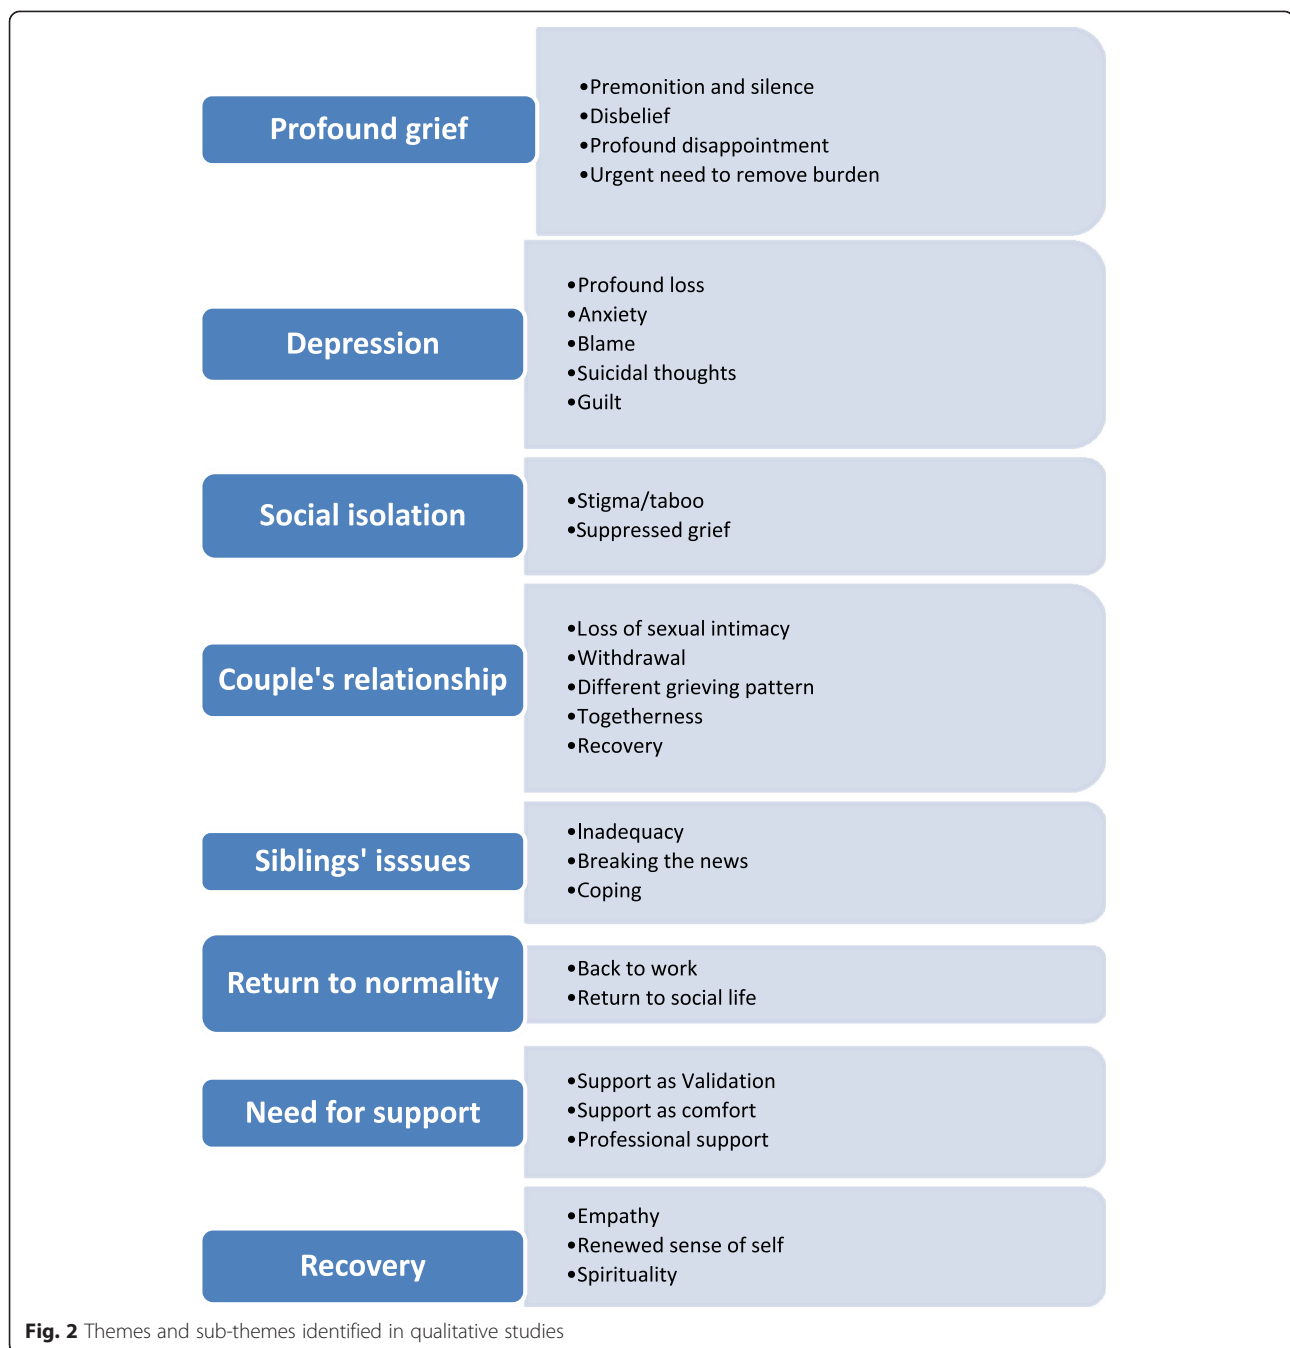 Profound grief
•Premonition and silence
•Disbelief
•Profound disappointment
•Urgent need to remove burden
Depression
•Profound loss
•Anxiety
•Blame
•Suicidal thoughts
•Guilt
Social isolation
•Stigma/taboo
•Suppressed grief
Couple's relationship
•Loss of sexual intimacy
•Withdrawal
•Different grieving pattern
•Togetherness
•Recovery
Siblings' isssues
•lnadequacy
•Breaking the news
•Coping
Return to normality
•Back to work
•Return to social life
Need for support
•Support as Validation
•Support as comfort
•Professional support
Recovery
•Empathy
•Renewed sense of self
•Spirituality
Fig. 2 Themes and sub-themes identified in qualitative studies